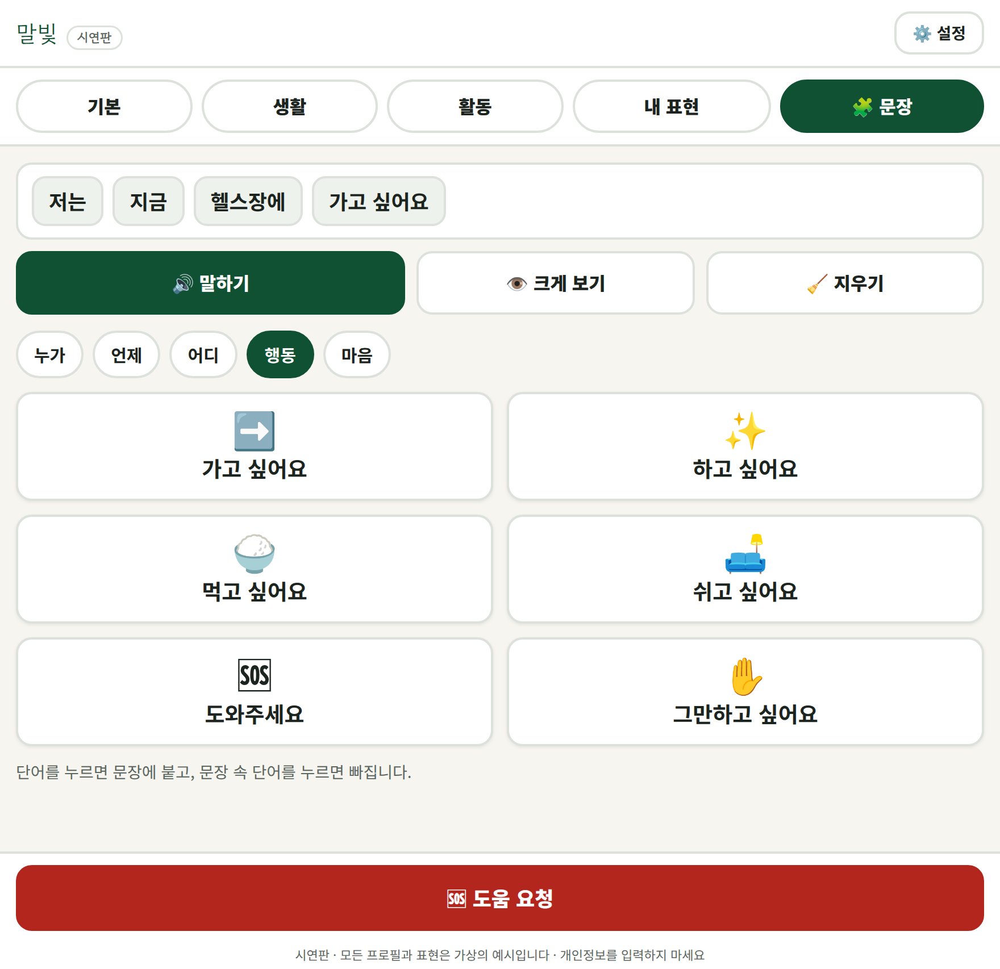 말빛 시연판 ⚙️ 설정
기본 생활 활동 내 표현 🧩 문장
저는 지금 헬스장에 가고 싶어요
🔊 말하기 👁️ 크게 보기 🧹 지우기
누가 언제 어디 행동 마음
가고 싶어요 하고 싶어요
먹고 싶어요 쉬고 싶어요
SOS
도와주세요 그만하고 싶어요
단어를 누르면 문장에 붙고, 문장 속 단어를 누르면 빠집니다.
SOS 도움 요청
시연판 · 모든 프로필과 표현은 가상의 예시입니다 · 개인정보를 입력하지 마세요